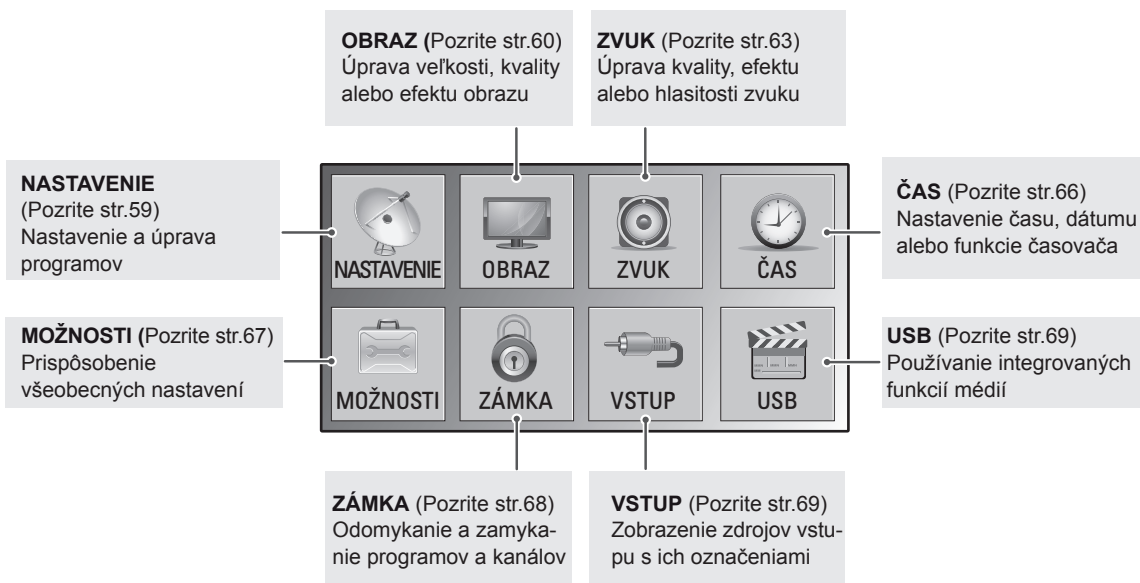 OBRAZ (Pozrite str.60)
Úprava veľkosti, kvality
alebo efektu obrazu
ZVUK (Pozrite str.63)
Úprava kvality, efektu
alebo hlasitosti zvuku
NASTAVENIE
(Pozrite str.59)
Nastavenie a úprava
programov
ČAS (Pozrite str.66)
Nastavenie času, dátumu
alebo funkcie časovača
NASTAVENIE
OBRAZ
ZVUK
ČAS
MOŽNOSTI (Pozrite str.67)
Prispôsobenie
všeobecných nastavení
USB (Pozrite str.69)
Používanie integrovaných
funkcií médií
MOŽNOSTI
ZÁMKA
VSTUP
USB
ZÁMKA (Pozrite str.68)
Odomykanie a zamyka-
nie programov a kanálov
VSTUP (Pozrite str.69)
Zobrazenie zdrojov vstu-
pu s ich označeniami